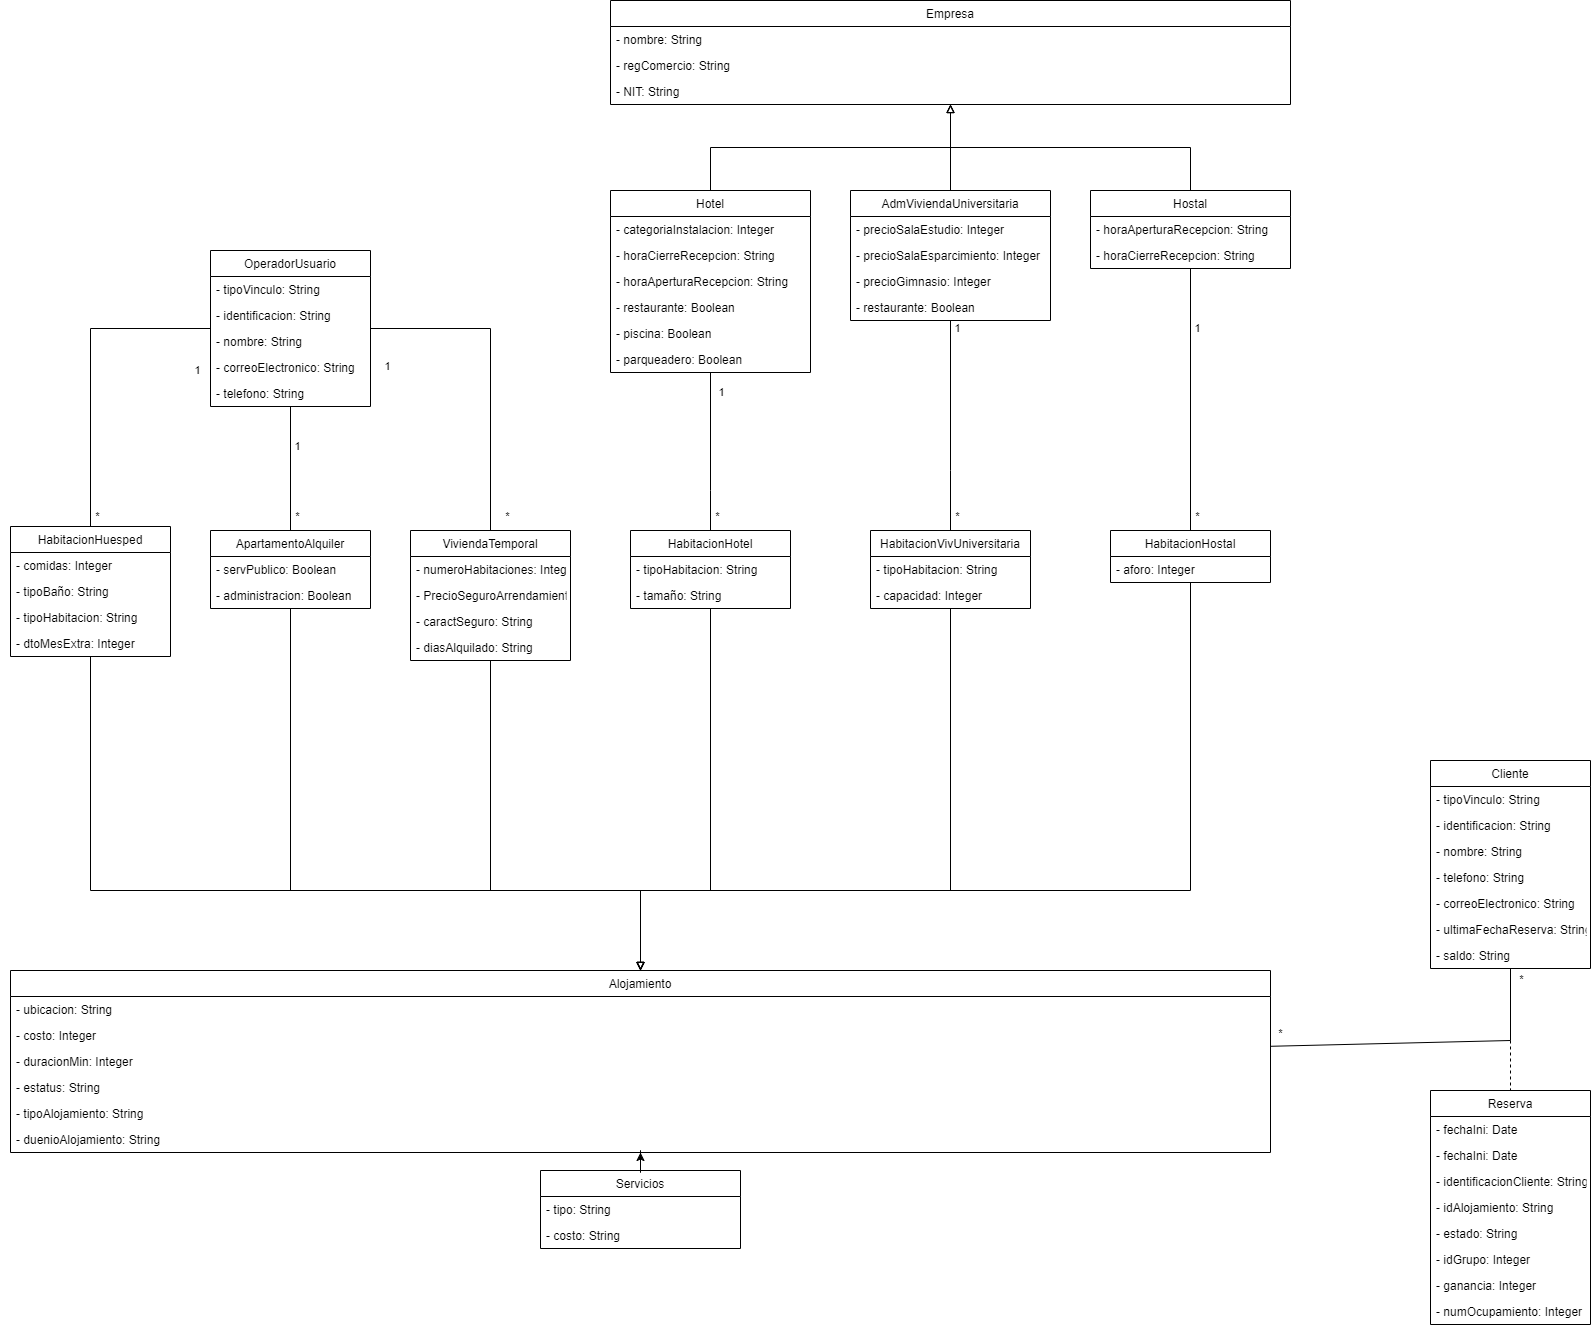 Empresa
- nombre: String
- regComercio: String
- NIT: String
Hotel
- categoriaInstalacion: Integer
- horaCierreRecepcion: String
- horaAperturaRecepcion: String
- restaurante: Boolean
- piscina: Boolean
- parqueadero: Boolean
1
AdmViviendaUniversitaria
- precioSalaEstudio: Integer
- precioSalaEsparcimiento: Integer
- precioGimnasio: Integer
- restaurante: Boolean
1
Hostal
- horaAperturaRecepcion: String
- horaCierreRecepcion: String
1
OperadorUsuario
- tipoVinculo: String
- identificacion: String
- nombre: String
- correoElectronico: String
- telefono: String
1
1
1
*
HabitacionHuesped
- comidas: Integer
- tipoBaño: String
- tipoHabitacion: String
- dtoMesExtra: Integer
*
ApartamentoAlquiler
- servPublico: Boolean
- administracion: Boolean
*
ViviendaTemporal
- numeroHabitaciones: Integ
- PrecioSeguroArrendamient
- caractSeguro: String
- diasAlquilado: String
*
HabitacionHotel
- tipoHabitacion: String
- tamaño: String
*
HabitacionVivUniversitaria
- tipoHabitacion: String
- capacidad: Integer
*
HabitacionHostal
- aforo: Integer
Cliente
- tipoVinculo: String
- identificacion: String
- nombre: String
- telefono: String
- correoElectronico: String
- ultimaFechaReserva: Strin
- saldo: String
*
Alojamiento
- ubicacion: String
- costo: Integer
- duracionMin: Integer
- estatus: String
- tipoAlojamiento: String
- duenioAlojamiento: String
*
Servicios
- tipo: String
- costo: String
Reserva
- fechaIni: Date
- fechaIni: Date
- identificacionCliente: String
- idAlojamiento: String
- estado: String
- idGrupo: Integer
- ganancia: Integer
- numOcupamiento: Integer